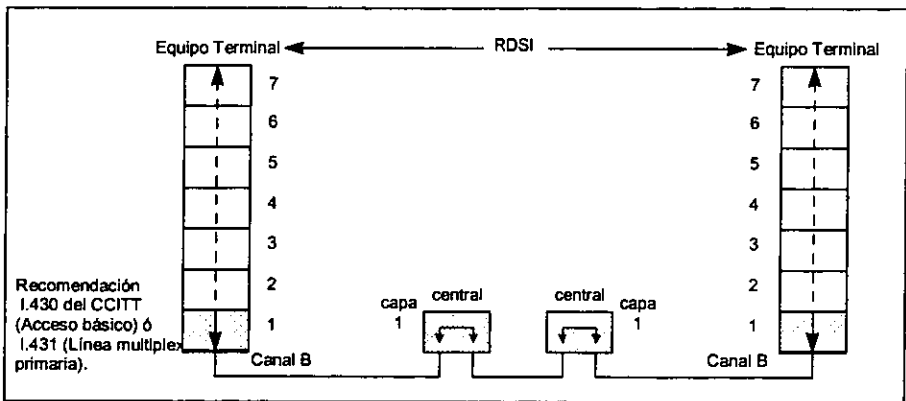 Equipo Terminal RDSI Equipo Terminal
7 7
6 6
5 5
4 4
3 3
2 2
1 1
Recomendación
I.430 del CCITT
(Acceso básico) ó
I.431 (Línea multiplex
primaria).
capa
1
central
central
capa
1
Canal B
Canal B